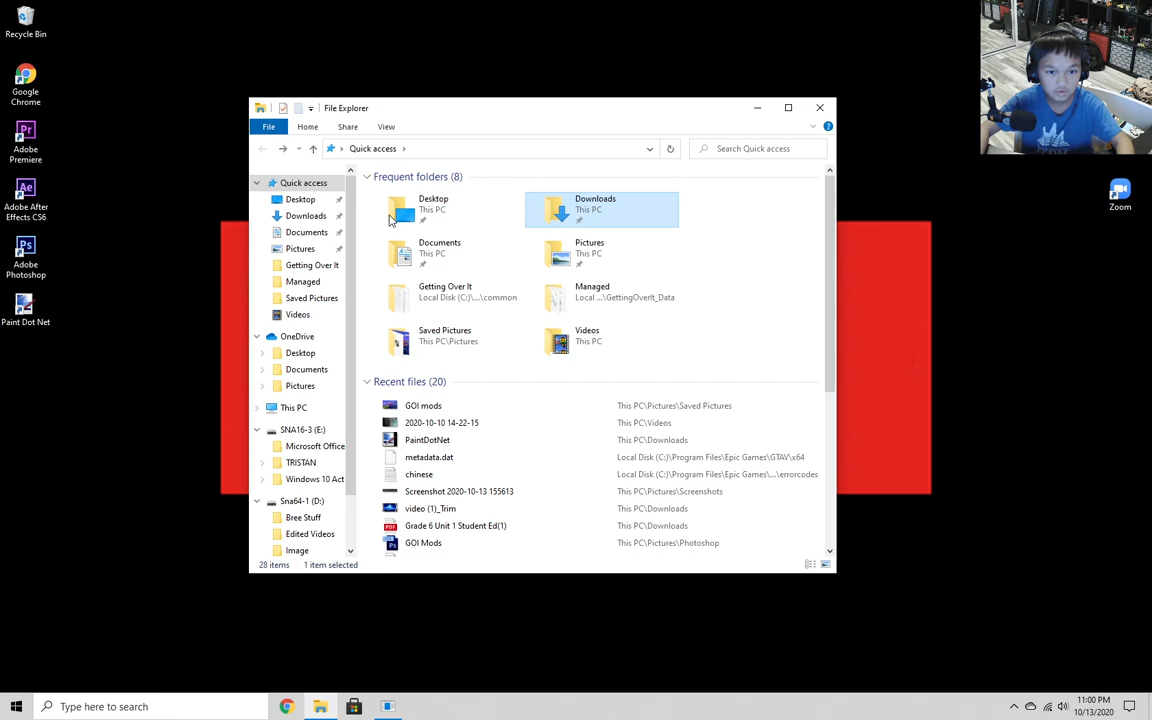 Recycle Bin
Google
Chrome
Adobe
Premiere
Adobe After
Effects CS6
Adobe
Photoshop
Paint Dot Net
Zoom
File Explorer
File Home Share View
Quick access
Search Quick access
Quick access
Desktop
Downloads
Documents
Pictures
Getting Over It
Managed
Saved Pictures
Videos
OneDrive
Desktop
Documents
Pictures
This PC
SNA16-3 (E:)
Microsoft Office
TRISTAN
Windows 10 Act
Sna64-1 (D:)
Bree Stuff
Edited Videos
Image
Frequent folders (8)
Desktop
This PC
Downloads
This PC
Documents
This PC
Pictures
This PC
Getting Over It
Local Disk (C:)\...\common
Managed
Local ...\GettingOverIt_Data
Saved Pictures
This PC\Pictures
Videos
This PC
Recent files (20)
GOI mods This PC\Pictures\Saved Pictures
2020-10-10 14-22-15 This PC\Videos
PaintDotNet This PC\Downloads
metadata.dat Local Disk (C:)\Program Files\Epic Games\GTAV\x64
chinese Local Disk (C:)\Program Files\Epic Games\...\errorcodes
Screenshot 2020-10-13 155613 This PC\Pictures\Screenshots
video (1)_Trim This PC\Downloads
Grade 6 Unit 1 Student Ed(1) This PC\Downloads
GOI Mods This PC\Pictures\Photoshop
28 items 1 item selected
Type here to search
11:00 PM
10/13/2020